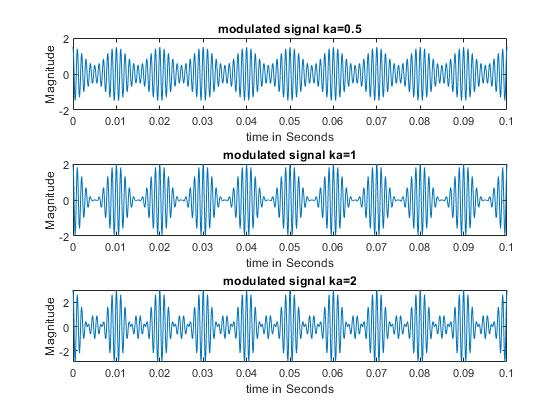 modulated signal ka=0.5
2
0
-2
Magnitude
0 0.01 0.02 0.03 0.04 0.05 0.06 0.07 0.08 0.09 0.1
time in Seconds
modulated signal ka=1
2
0
-2
Magnitude
0 0.01 0.02 0.03 0.04 0.05 0.06 0.07 0.08 0.09 0.1
time in Seconds
modulated signal ka=2
2
0
-2
Magnitude
0 0.01 0.02 0.03 0.04 0.05 0.06 0.07 0.08 0.09 0.1
time in Seconds